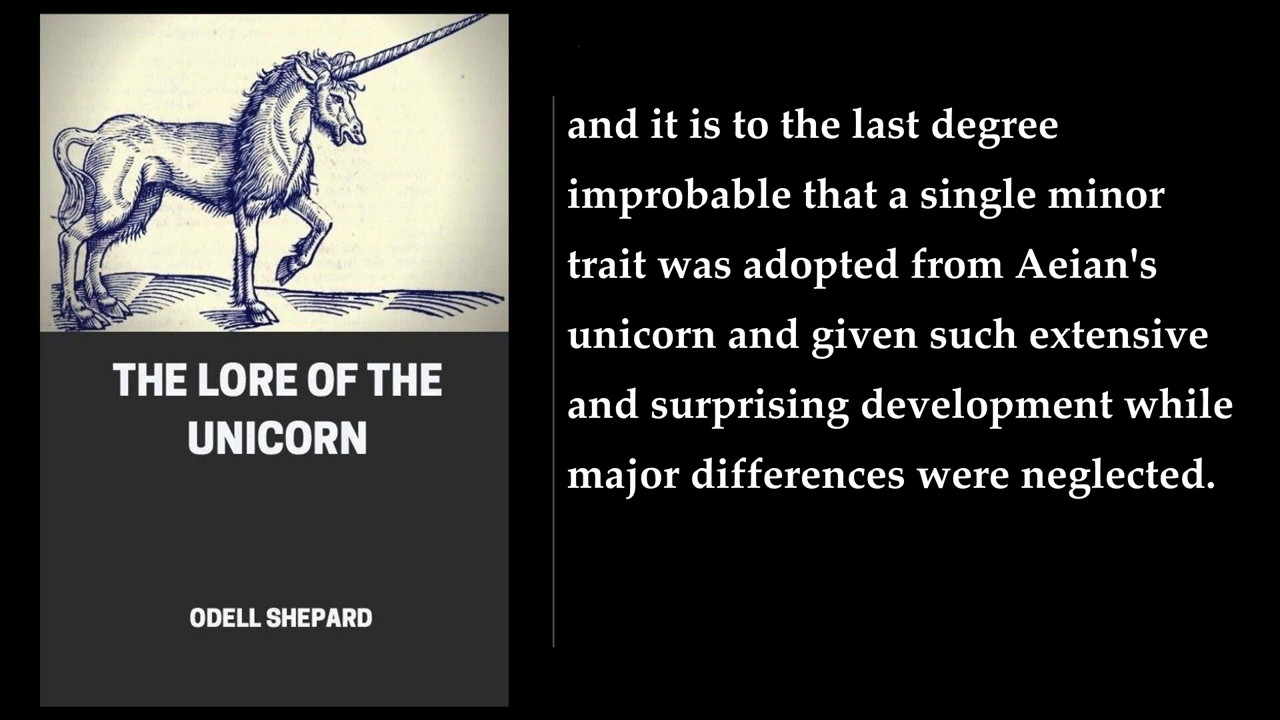 THE LORE OF THE
UNICORN
ODELL SHEPARD
and it is to the last degree
improbable that a single minor
trait was adopted from Aeian's
unicorn and given such extensive
and surprising development while
major differences were neglected.